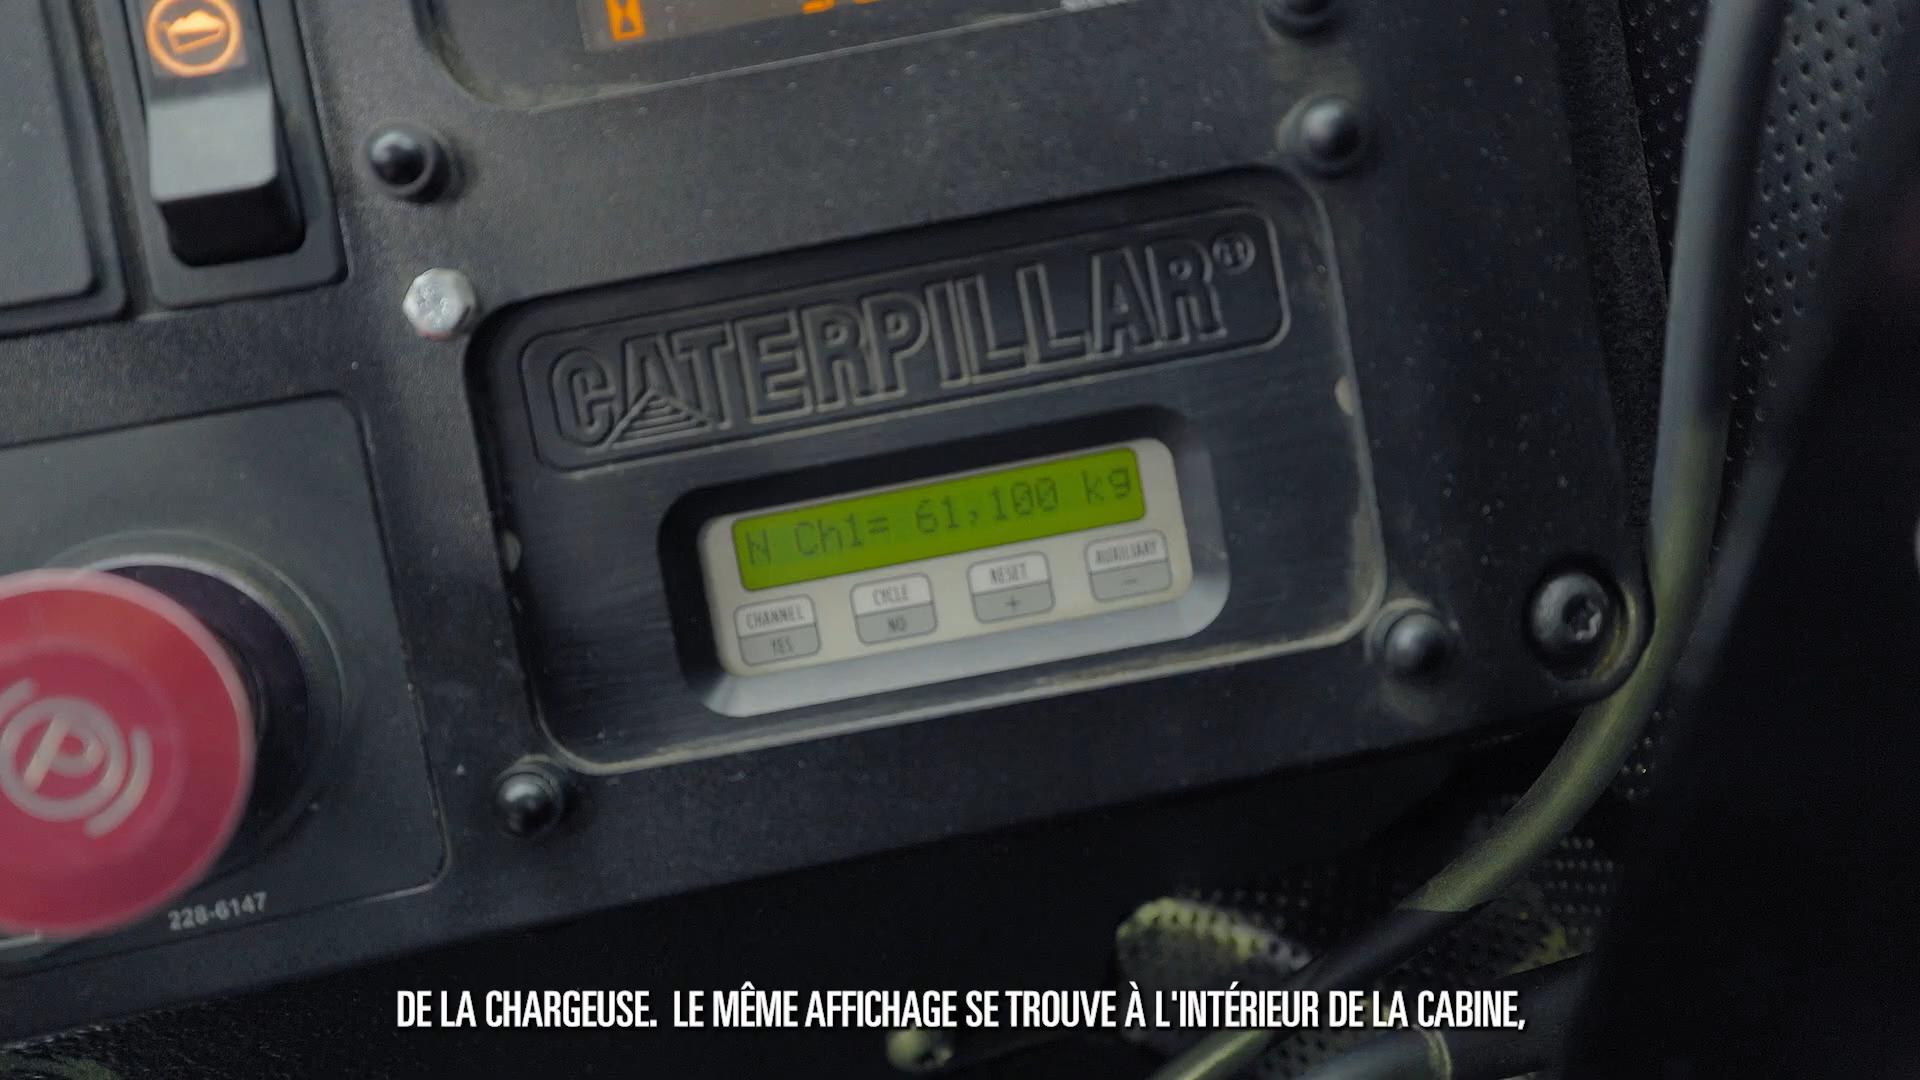 CATERPILLAR®
N Ch1= 61,100 kg
CHANNEL
YES
CYCLE
NO
RESET
+
AUXILIARY
–
P
228-6147
DE LA CHARGEUSE. LE MÊME AFFICHAGE SE TROUVE À L'INTÉRIEUR DE LA CABINE,